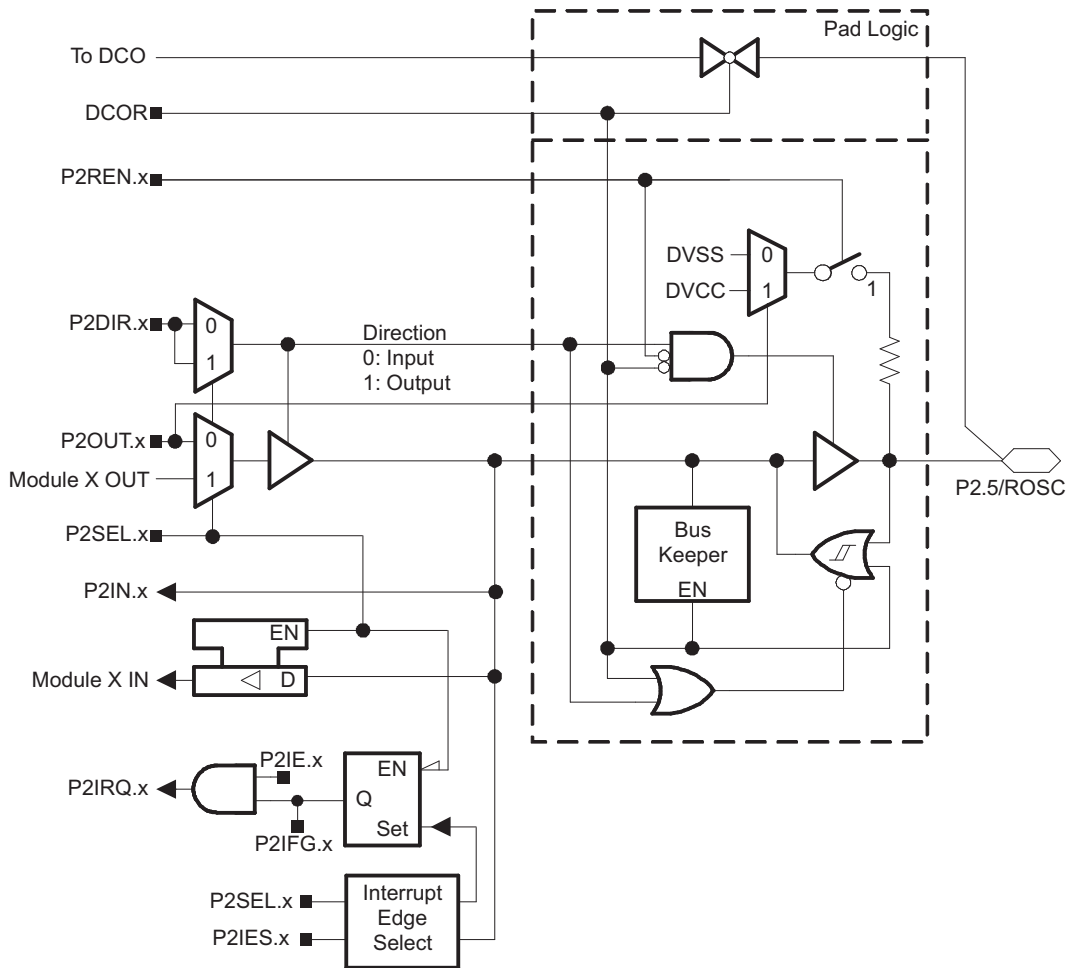 Pad Logic
To DCO
DCOR
P2REN.x
DVSS
0
DVCC
1
1
P2DIR.x
0
1
Direction
0: Input
1: Output
P2OUT.x
0
Module X OUT
1
P2.5/ROSC
P2SEL.x
Bus
Keeper
EN
P2IN.x
EN
Module X IN
D
P2IE.x
EN
P2IRQ.x
Q
Set
P2IFG.x
P2SEL.x
Interrupt
Edge
Select
P2IES.x